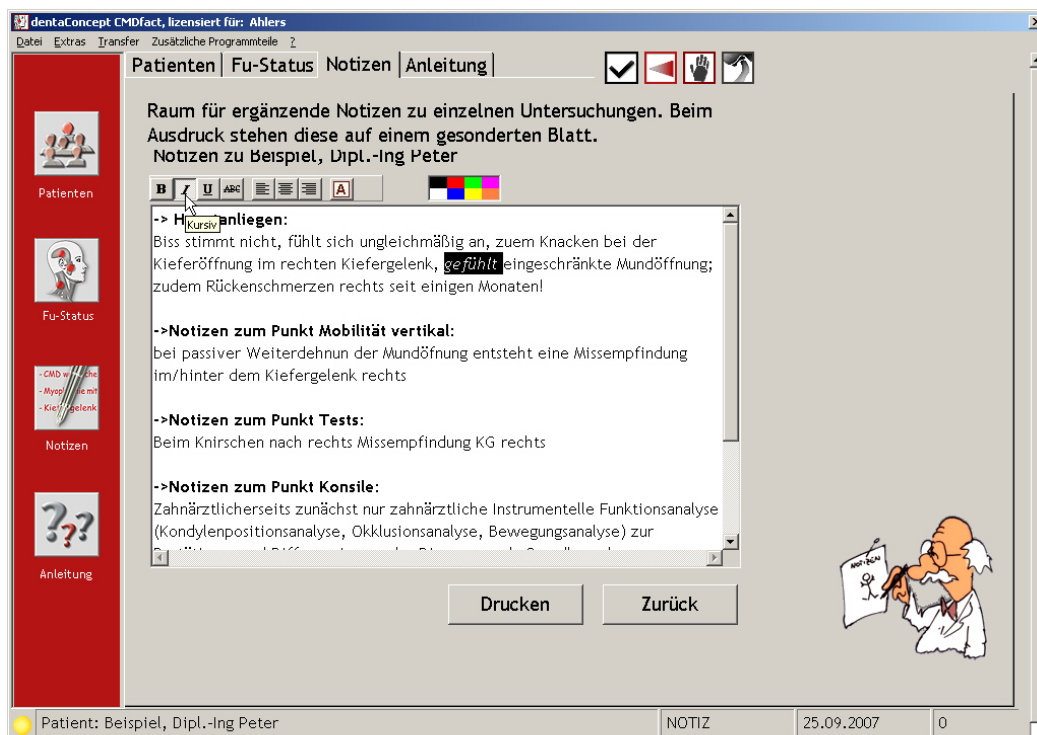 dentaConcept CMDfact, lizensiert für: Ahlers
Datei Extras Transfer Zusätzliche Programmteile ?
Patienten Fu-Status Notizen Anleitung
Raum für ergänzende Notizen zu einzelnen Untersuchungen. Beim
Ausdruck stehen diese auf einem gesonderten Blatt.
Notizen zu Beispiel, Dipl.-Ing Peter
B I U ABC A
Kursiv
-> H anliegen:
Biss stimmt nicht, fühlt sich ungleichmäßig an, zuem Knacken bei der
Kieferöffnung im rechten Kiefergelenk, gefühlt eingeschränkte Mundöffnung;
zudem Rückenschmerzen rechts seit einigen Monaten!
->Notizen zum Punkt Mobilität vertikal:
bei passiver Weiterdehnun der Mundöfnung entsteht eine Missempfindung
im/hinter dem Kiefergelenk rechts
->Notizen zum Punkt Tests:
Beim Knirschen nach rechts Missempfindung KG rechts
->Notizen zum Punkt Konsile:
Zahnärztlicherseits zunächst nur zahnärztliche Instrumentelle Funktionsanalyse
(Kondylenpositionsanalyse, Okklusionsanalyse, Bewegungsanalyse) zur
Patienten
Fu-Status
- CMD
- Myop
- Kief gelenk
Notizen
???
Anleitung
Drucken Zurück
NOTIZEN
Patient: Beispiel, Dipl.-Ing Peter NOTIZ 25.09.2007 0